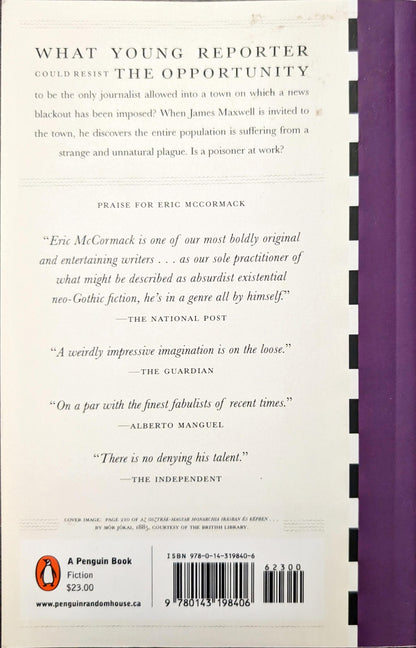 WHAT YOUNG REPORTER
COULD RESIST THE OPPORTUNITY
to be the only journalist allowed into a town on which a news
blackout has been imposed? When James Maxwell is invited to
the town, he discovers the entire population is suffering from a
strange and unnatural plague. Is a poisoner at work?
PRAISE FOR ERIC MCCORMACK
“Eric McCormack is one of our most boldly original
and entertaining writers . . . as our sole practitioner of
what might be described as absurdist existential
neo-Gothic fiction, he’s in a genre all by himself.”
—THE NATIONAL POST
“A weirdly impressive imagination is on the loose.”
—THE GUARDIAN
“On a par with the finest fabulists of recent times.”
—ALBERTO MANGUEL
“There is no denying his talent.”
—THE INDEPENDENT
COVER IMAGE: PAGE 210 OF AZ OSZTRÁK-MAGYAR MONARCHIA IRÁSBAN ÉS KÉPBEN . . .
BY MÓR JÓKAI, 1885, COURTESY OF THE BRITISH LIBRARY.
A Penguin Book
Fiction
$23.00
www.penguinrandomhouse.ca
ISBN 978-0-14-319840-6
62300
9 780143 198406